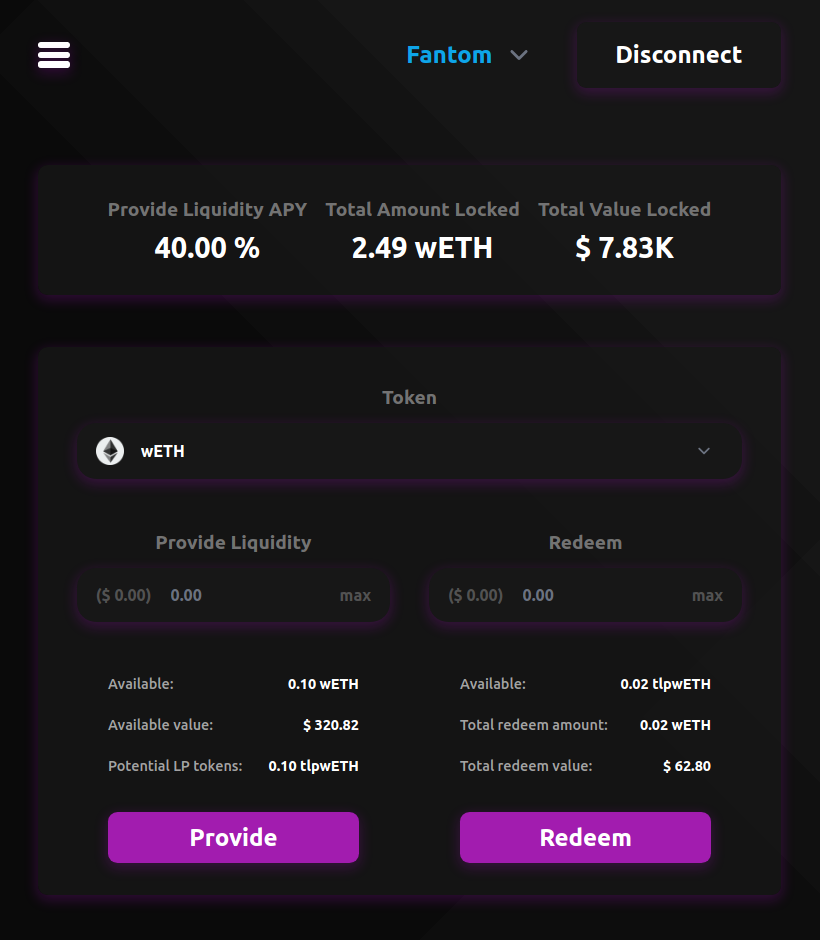 Fantom
Disconnect
Provide Liquidity APY Total Amount Locked Total Value Locked
40.00 % 2.49 wETH $ 7.83K
Token
wETH
Provide Liquidity Redeem
($ 0.00) 0.00 max ($ 0.00) 0.00 max
Available: 0.10 wETH Available: 0.02 tlpwETH
Available value: $ 320.82 Total redeem amount: 0.02 wETH
Potential LP tokens: 0.10 tlpwETH Total redeem value: $ 62.80
Provide Redeem